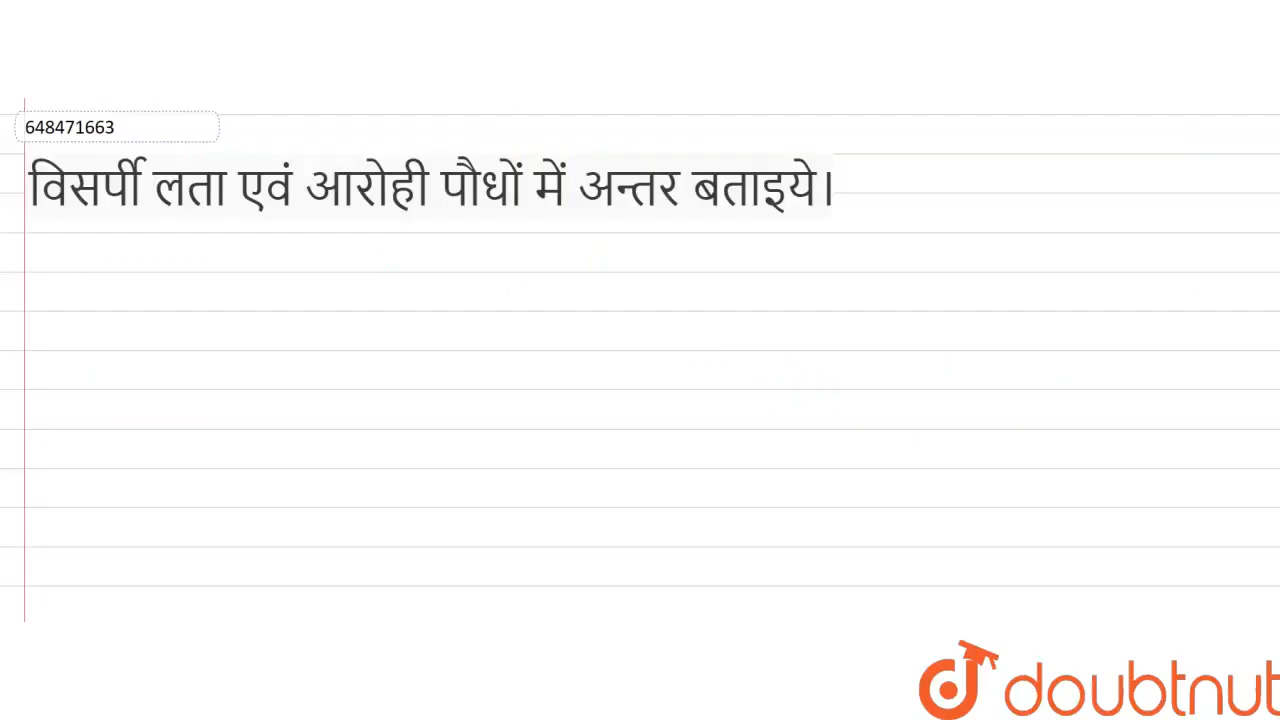 648471663
विसर्पी लता एवं आरोही पौधों में अन्तर बताइये।
doubtnut